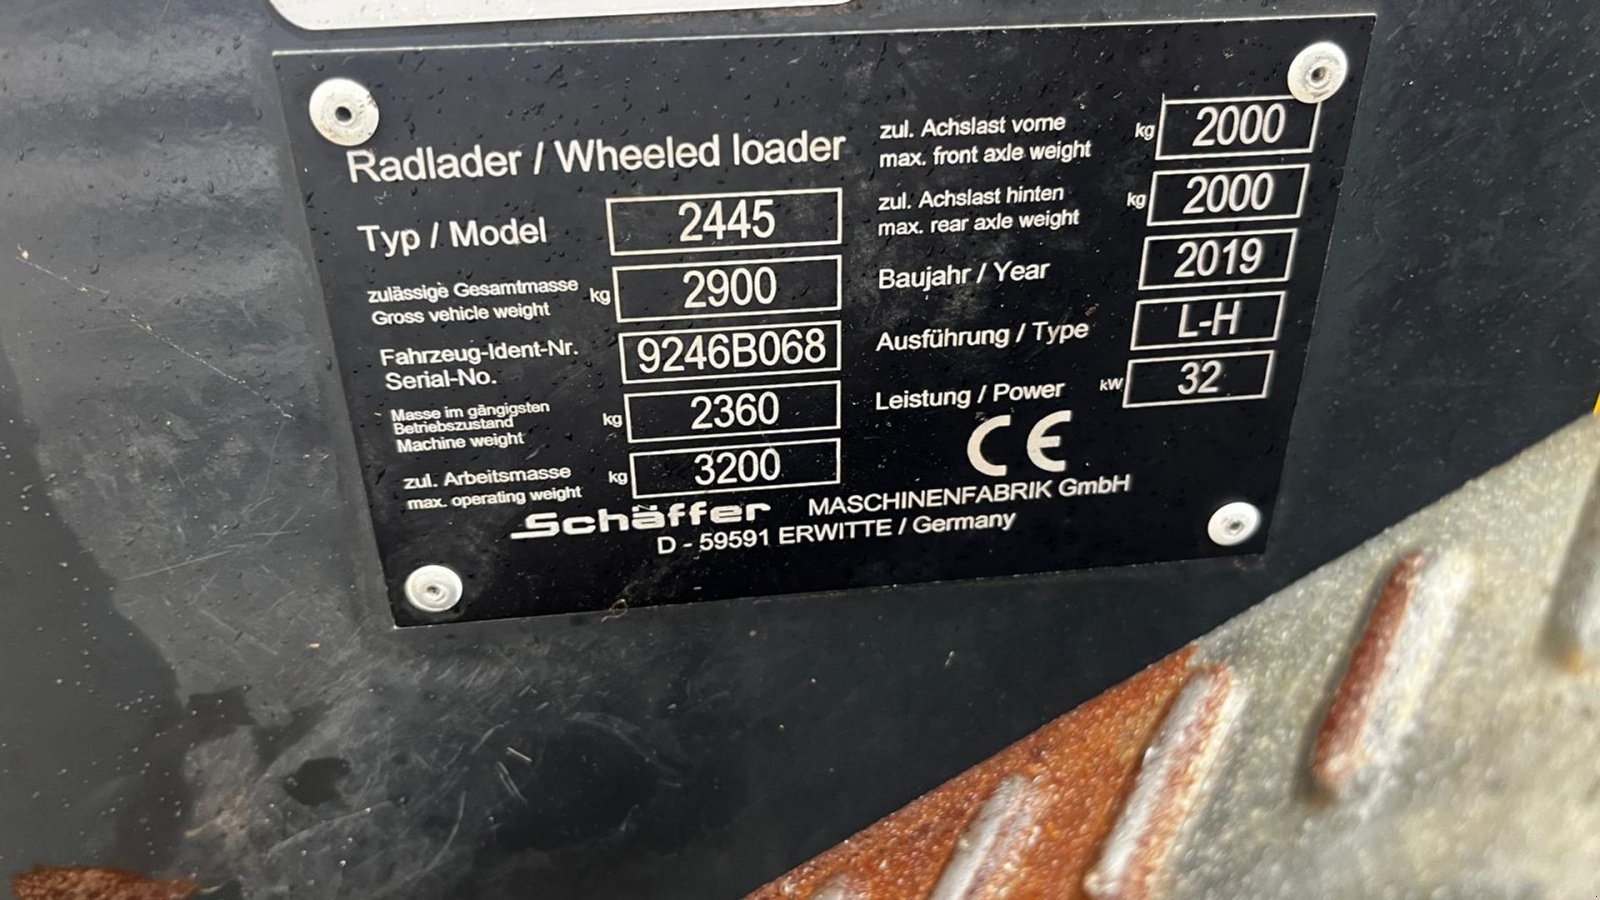 Radlader / Wheeled loader
Typ / Model 2445
zulässige Gesamtmasse
Gross vehicle weight kg 2900
Fahrzeug-Ident-Nr.
Serial-No. 9246B068
Masse im gängigsten
Betriebszustand
Machine weight kg 2360
zul. Arbeitsmasse
max. operating weight kg 3200
zul. Achslast vorne
max. front axle weight kg 2000
zul. Achslast hinten
max. rear axle weight kg 2000
Baujahr / Year 2019
Ausführung / Type L-H
Leistung / Power kW 32
CE
Schäffer MASCHINENFABRIK GmbH
D - 59591 ERWITTE / Germany